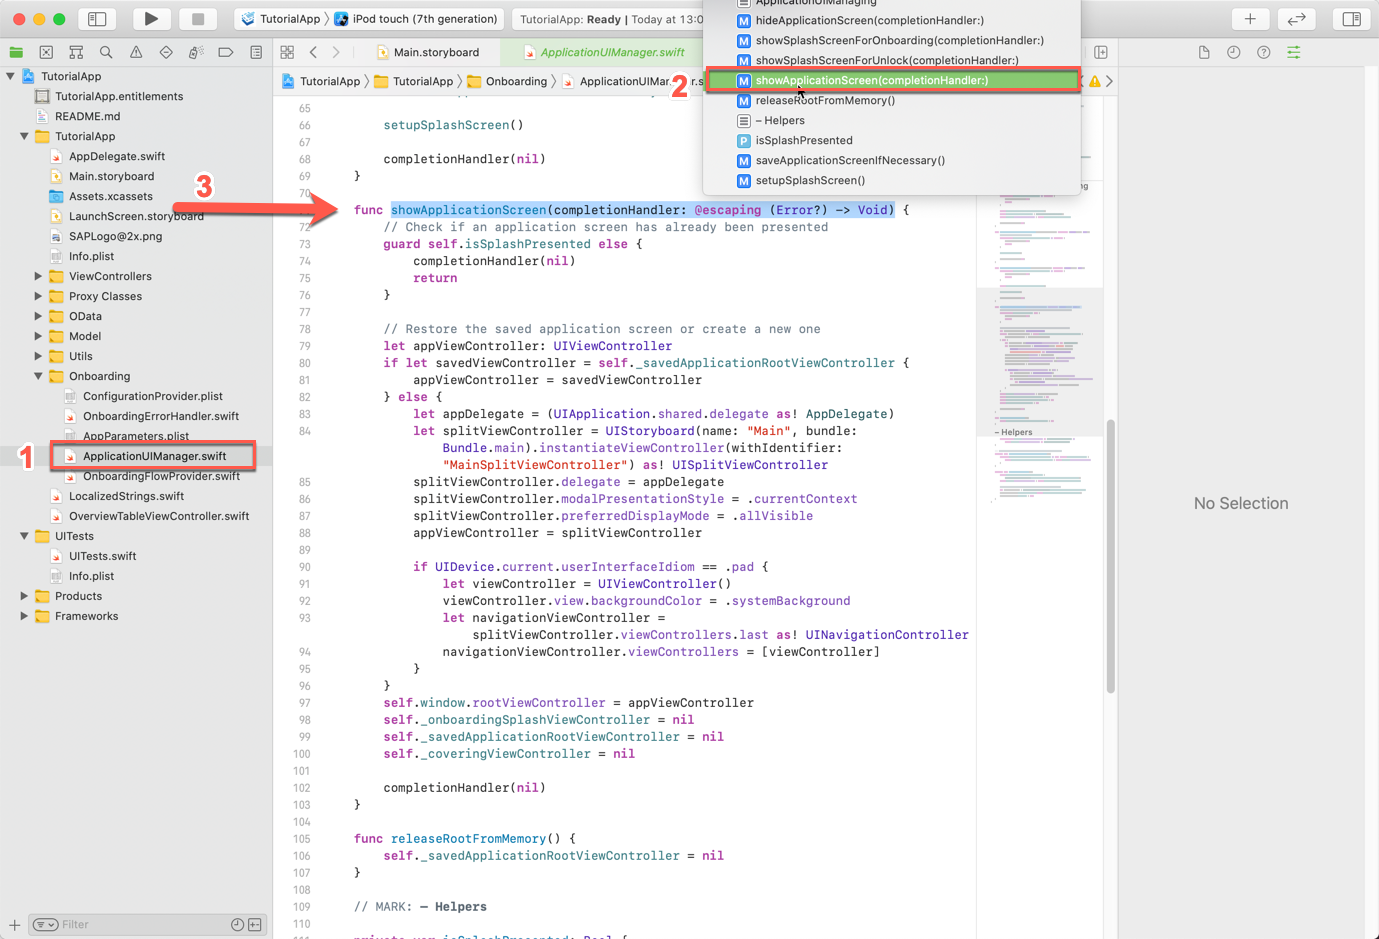 TutorialApp
iPod touch (7th generation)
TutorialApp: Ready | Today at 13:0
ApplicationUIManaging
hideApplicationScreen(completionHandler:)
showSplashScreenForOnboarding(completionHandler:)
showSplashScreenForUnlock(completionHandler:)
showApplicationScreen(completionHandler:)
releaseRootFromMemory()
– Helpers
isSplashPresented
saveApplicationScreenIfNecessary()
setupSplashScreen()
Main.storyboard
ApplicationUIManager.swift
TutorialApp
TutorialApp
Onboarding
ApplicationUIMa
2
TutorialApp
TutorialApp.entitlements
README.md
TutorialApp
AppDelegate.swift
Main.storyboard
Assets.xcassets
LaunchScreen.storyboard
SAPLogo@2x.png
Info.plist
ViewControllers
Proxy Classes
OData
Model
Utils
Onboarding
ConfigurationProvider.plist
OnboardingErrorHandler.swift
AppParameters.plist
ApplicationUIManager.swift
OnboardingFlowProvider.swift
LocalizedStrings.swift
OverviewTableViewController.swift
UITests
UITests.swift
Info.plist
Products
Frameworks
Filter
1
3
65
66 setupSplashScreen()
67
68 completionHandler(nil)
69 }
70
func showApplicationScreen(completionHandler: @escaping (Error?) -> Void) {
72 // Check if an application screen has already been presented
73 guard self.isSplashPresented else {
74 completionHandler(nil)
75 return
76 }
77
78 // Restore the saved application screen or create a new one
79 let appViewController: UIViewController
80 if let savedViewController = self._savedApplicationRootViewController {
81 appViewController = savedViewController
82 } else {
83 let appDelegate = (UIApplication.shared.delegate as! AppDelegate)
84 let splitViewController = UIStoryboard(name: "Main", bundle:
Bundle.main).instantiateViewController(withIdentifier:
"MainSplitViewController") as! UISplitViewController
85 splitViewController.delegate = appDelegate
86 splitViewController.modalPresentationStyle = .currentContext
87 splitViewController.preferredDisplayMode = .allVisible
88 appViewController = splitViewController
89
90 if UIDevice.current.userInterfaceIdiom == .pad {
91 let viewController = UIViewController()
92 viewController.view.backgroundColor = .systemBackground
93 let navigationViewController =
splitViewController.viewControllers.last as! UINavigationController
94 navigationViewController.viewControllers = [viewController]
95 }
96 }
97 self.window.rootViewController = appViewController
98 self._onboardingSplashViewController = nil
99 self._savedApplicationRootViewController = nil
100 self._coveringViewController = nil
101
102 completionHandler(nil)
103 }
104
105 func releaseRootFromMemory() {
106 self._savedApplicationRootViewController = nil
107 }
108
109 // MARK: – Helpers
110
private var isSplashPresented: Bool {
– Helpers
No Selection